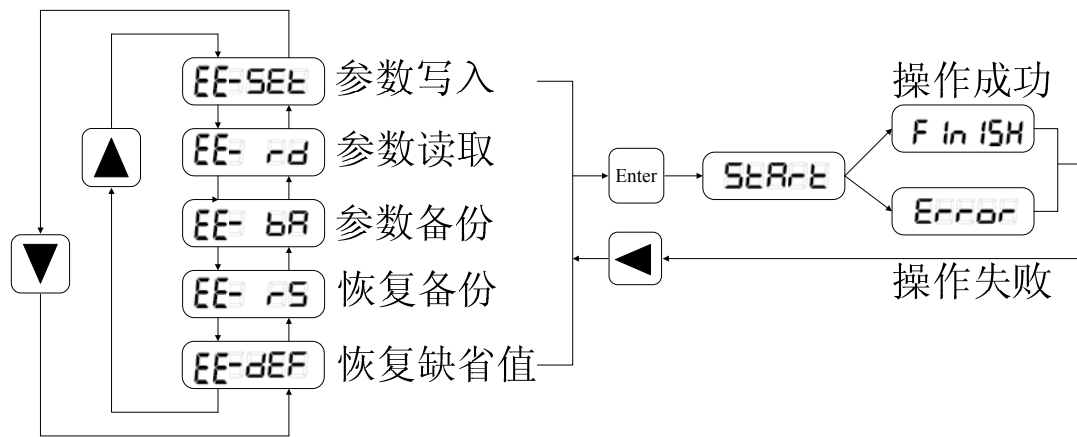 EE-SEt 参数写入
EE- rd 参数读取
EE- bA 参数备份
EE- rS 恢复备份
EE-dEF 恢复缺省值
Enter
StArt
操作成功
FInISH
Error
操作失败